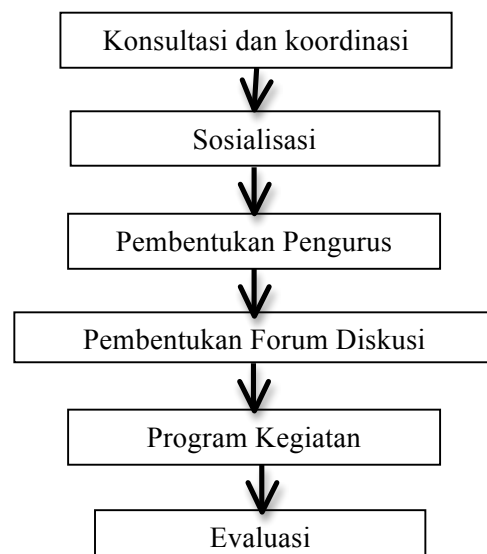 Konsultasi dan koordinasi
Sosialisasi
Pembentukan Pengurus
Pembentukan Forum Diskusi
Program Kegiatan
Evaluasi